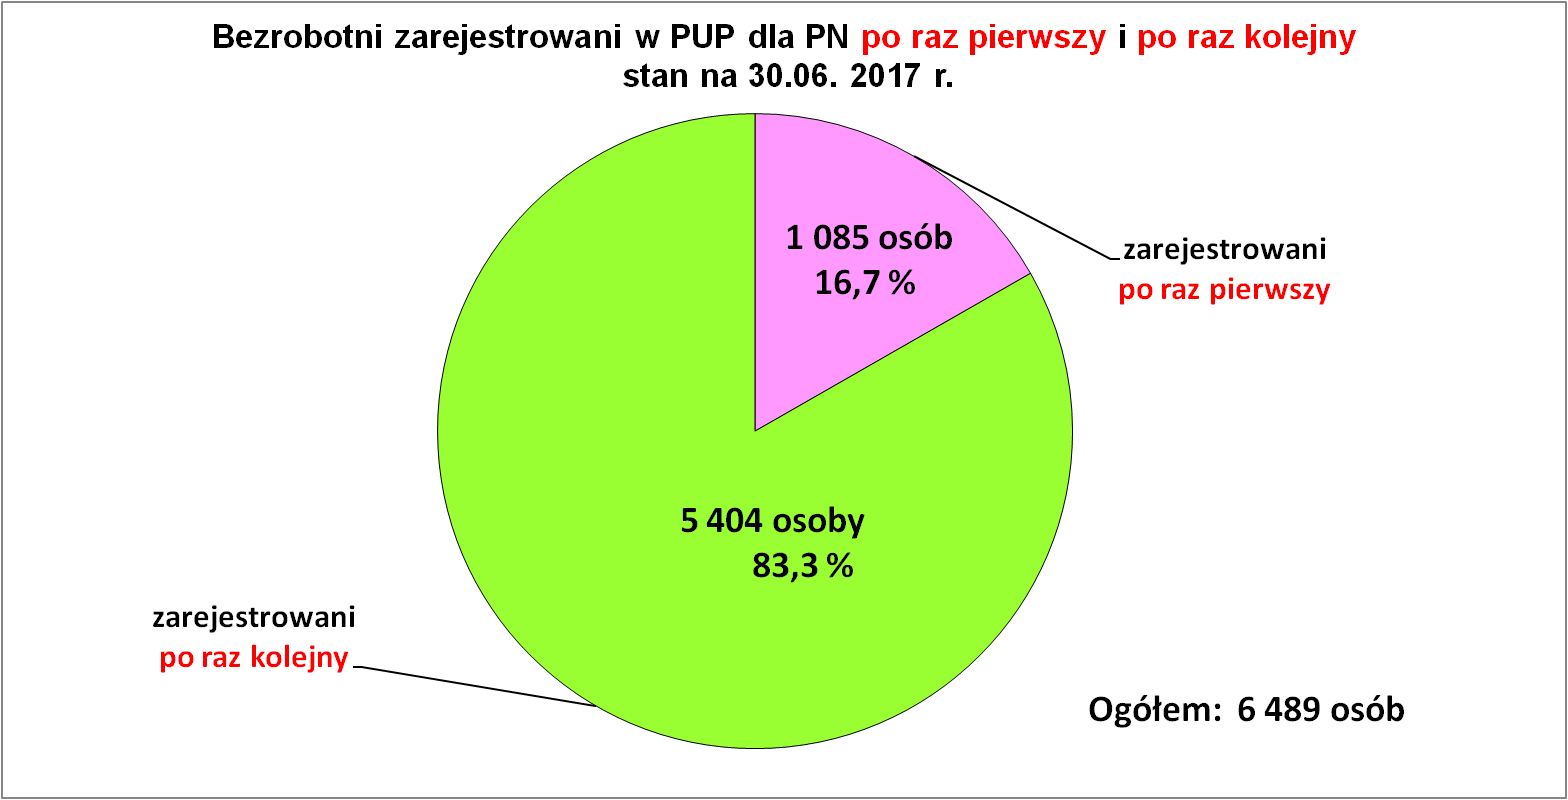 Bezrobotni zarejestrowani w PUP dla PN po raz pierwszy i po raz kolejny
stan na 30.06. 2017 r.
1 085 osób
16,7 %
zarejestrowani
po raz pierwszy
5 404 osoby
83,3 %
zarejestrowani
po raz kolejny
Ogółem: 6 489 osób